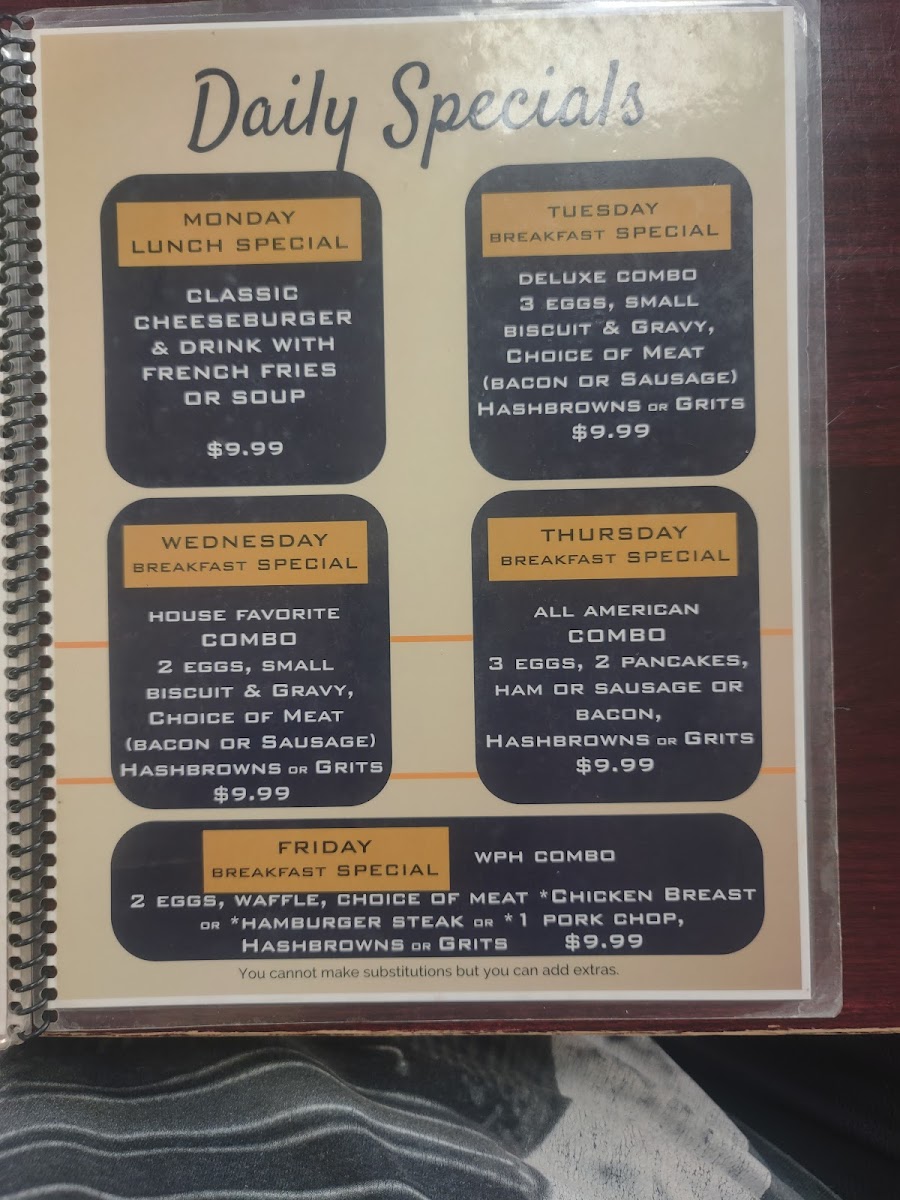 Daily Specials
MONDAY
LUNCH SPECIAL
CLASSIC
CHEESEBURGER
& DRINK WITH
FRENCH FRIES
OR SOUP
$9.99
TUESDAY
BREAKFAST SPECIAL
DELUXE COMBO
3 EGGS, SMALL
BISCUIT & GRAVY,
CHOICE OF MEAT
(BACON OR SAUSAGE)
HASHBROWNS OR GRITS
$9.99
WEDNESDAY
BREAKFAST SPECIAL
HOUSE FAVORITE
COMBO
2 EGGS, SMALL
BISCUIT & GRAVY,
CHOICE OF MEAT
(BACON OR SAUSAGE)
HASHBROWNS OR GRITS
$9.99
THURSDAY
BREAKFAST SPECIAL
ALL AMERICAN
COMBO
3 EGGS, 2 PANCAKES,
HAM OR SAUSAGE OR
BACON,
HASHBROWNS OR GRITS
$9.99
FRIDAY
BREAKFAST SPECIAL
WPH COMBO
2 EGGS, WAFFLE, CHOICE OF MEAT *CHICKEN BREAST
OR *HAMBURGER STEAK OR *1 PORK CHOP,
HASHBROWNS OR GRITS $9.99
You cannot make substitutions but you can add extras.